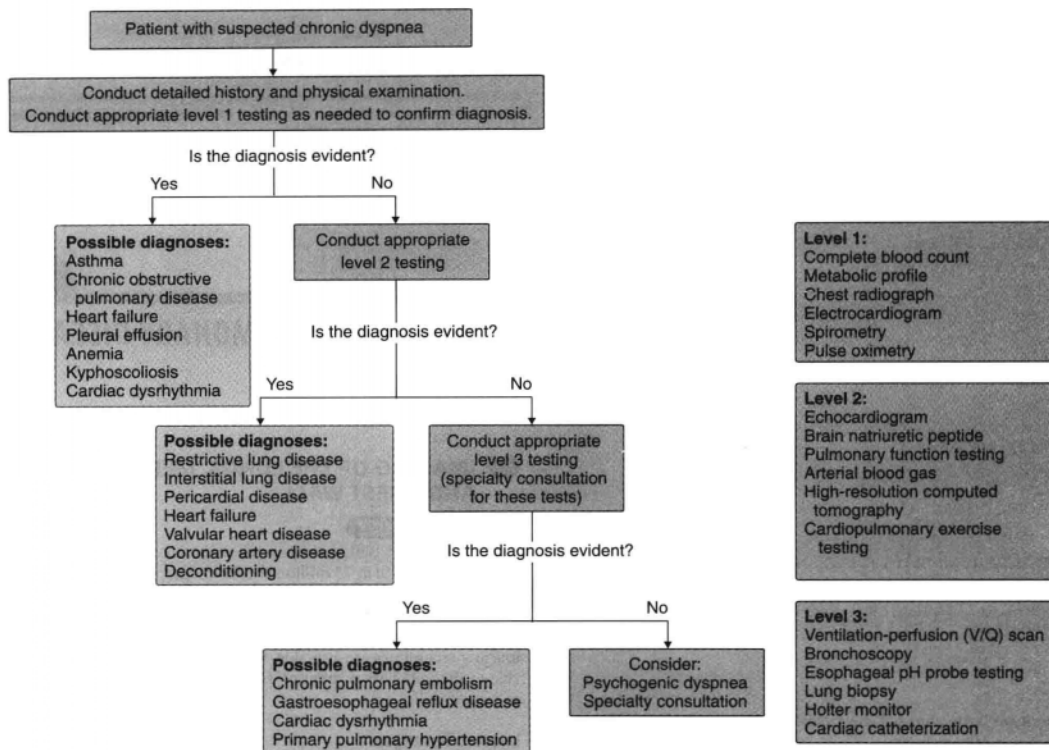 Patient with suspected chronic dyspnea
Conduct detailed history and physical examination.
Conduct appropriate level 1 testing as needed to confirm diagnosis.
Is the diagnosis evident?
Yes
No
Possible diagnoses:
Asthma
Chronic obstructive
pulmonary disease
Heart failure
Pleural effusion
Anemia
Kyphoscoliosis
Cardiac dysrhythmia
Conduct appropriate
level 2 testing
Is the diagnosis evident?
Yes
No
Possible diagnoses:
Restrictive lung disease
Interstitial lung disease
Pericardial disease
Heart failure
Valvular heart disease
Coronary artery disease
Deconditioning
Conduct appropriate
level 3 testing
(specialty consultation
for these tests)
Is the diagnosis evident?
Yes
No
Possible diagnoses:
Chronic pulmonary embolism
Gastroesophageal reflux disease
Cardiac dysrhythmia
Primary pulmonary hypertension
Consider:
Psychogenic dyspnea
Specialty consultation
Level 1:
Complete blood count
Metabolic profile
Chest radiograph
Electrocardiogram
Spirometry
Pulse oximetry
Level 2:
Echocardiogram
Brain natriuretic peptide
Pulmonary function testing
Arterial blood gas
High-resolution computed
tomography
Cardiopulmonary exercise
testing
Level 3:
Ventilation-perfusion (V/Q) scan
Bronchoscopy
Esophageal pH probe testing
Lung biopsy
Holter monitor
Cardiac catheterization